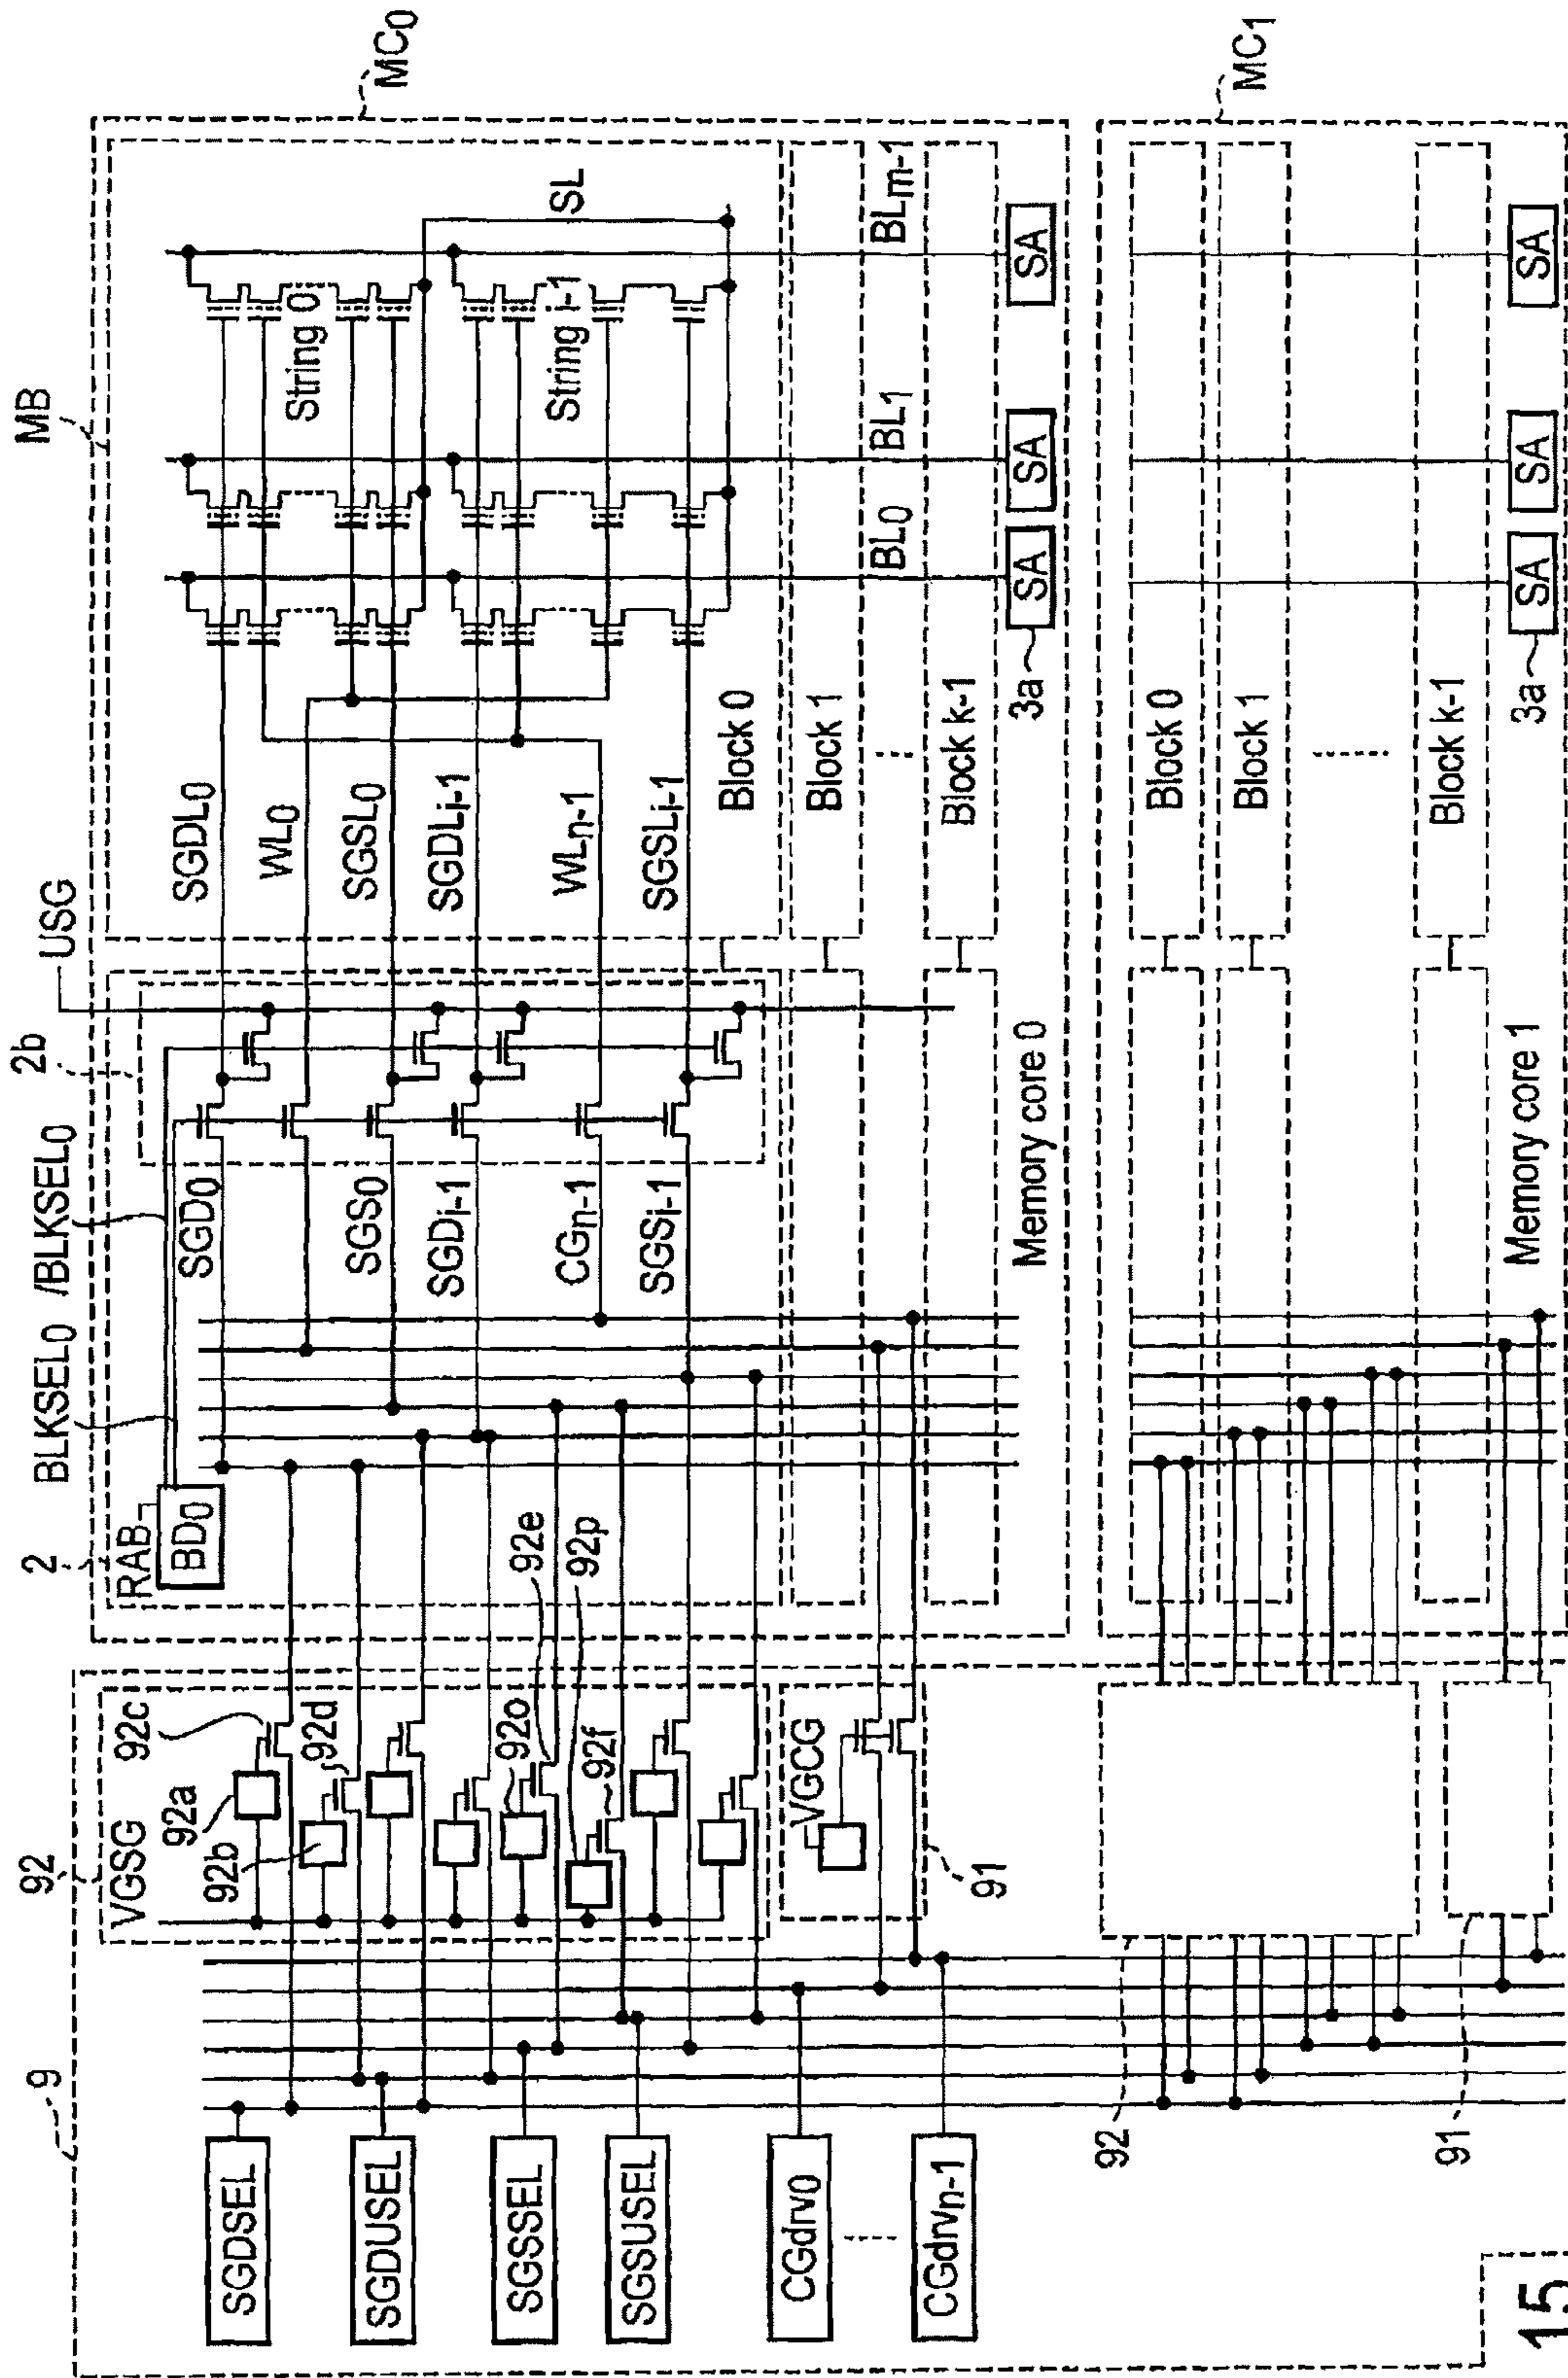 MC0
MC1
MB
SL
String 0
String i-1
BLm-1
BL1
BL0
SA
SA
SA
3a
SGDL0
WL0
SGSL0
SGDLi-1
WLn-1
SGSLi-1
Block 0
Block 1
Block k-1
USG
2b
BLKSEL0
/BLKSEL0
SGD0
SGS0
SGDi-1
CGn-1
SGSi-1
Memory core 0
2
RAB
BD0
92
VGSG
92a
92b
92c
92d
92o
92e
92p
92f
VGCG
91
9
SGDSEL
SGDUSEL
SGSSEL
SGSUSEL
CGdrv0
CGdrvn-1
92
91
Block 0
Block 1
Block k-1
SA
SA
SA
3a
Memory core 1
15